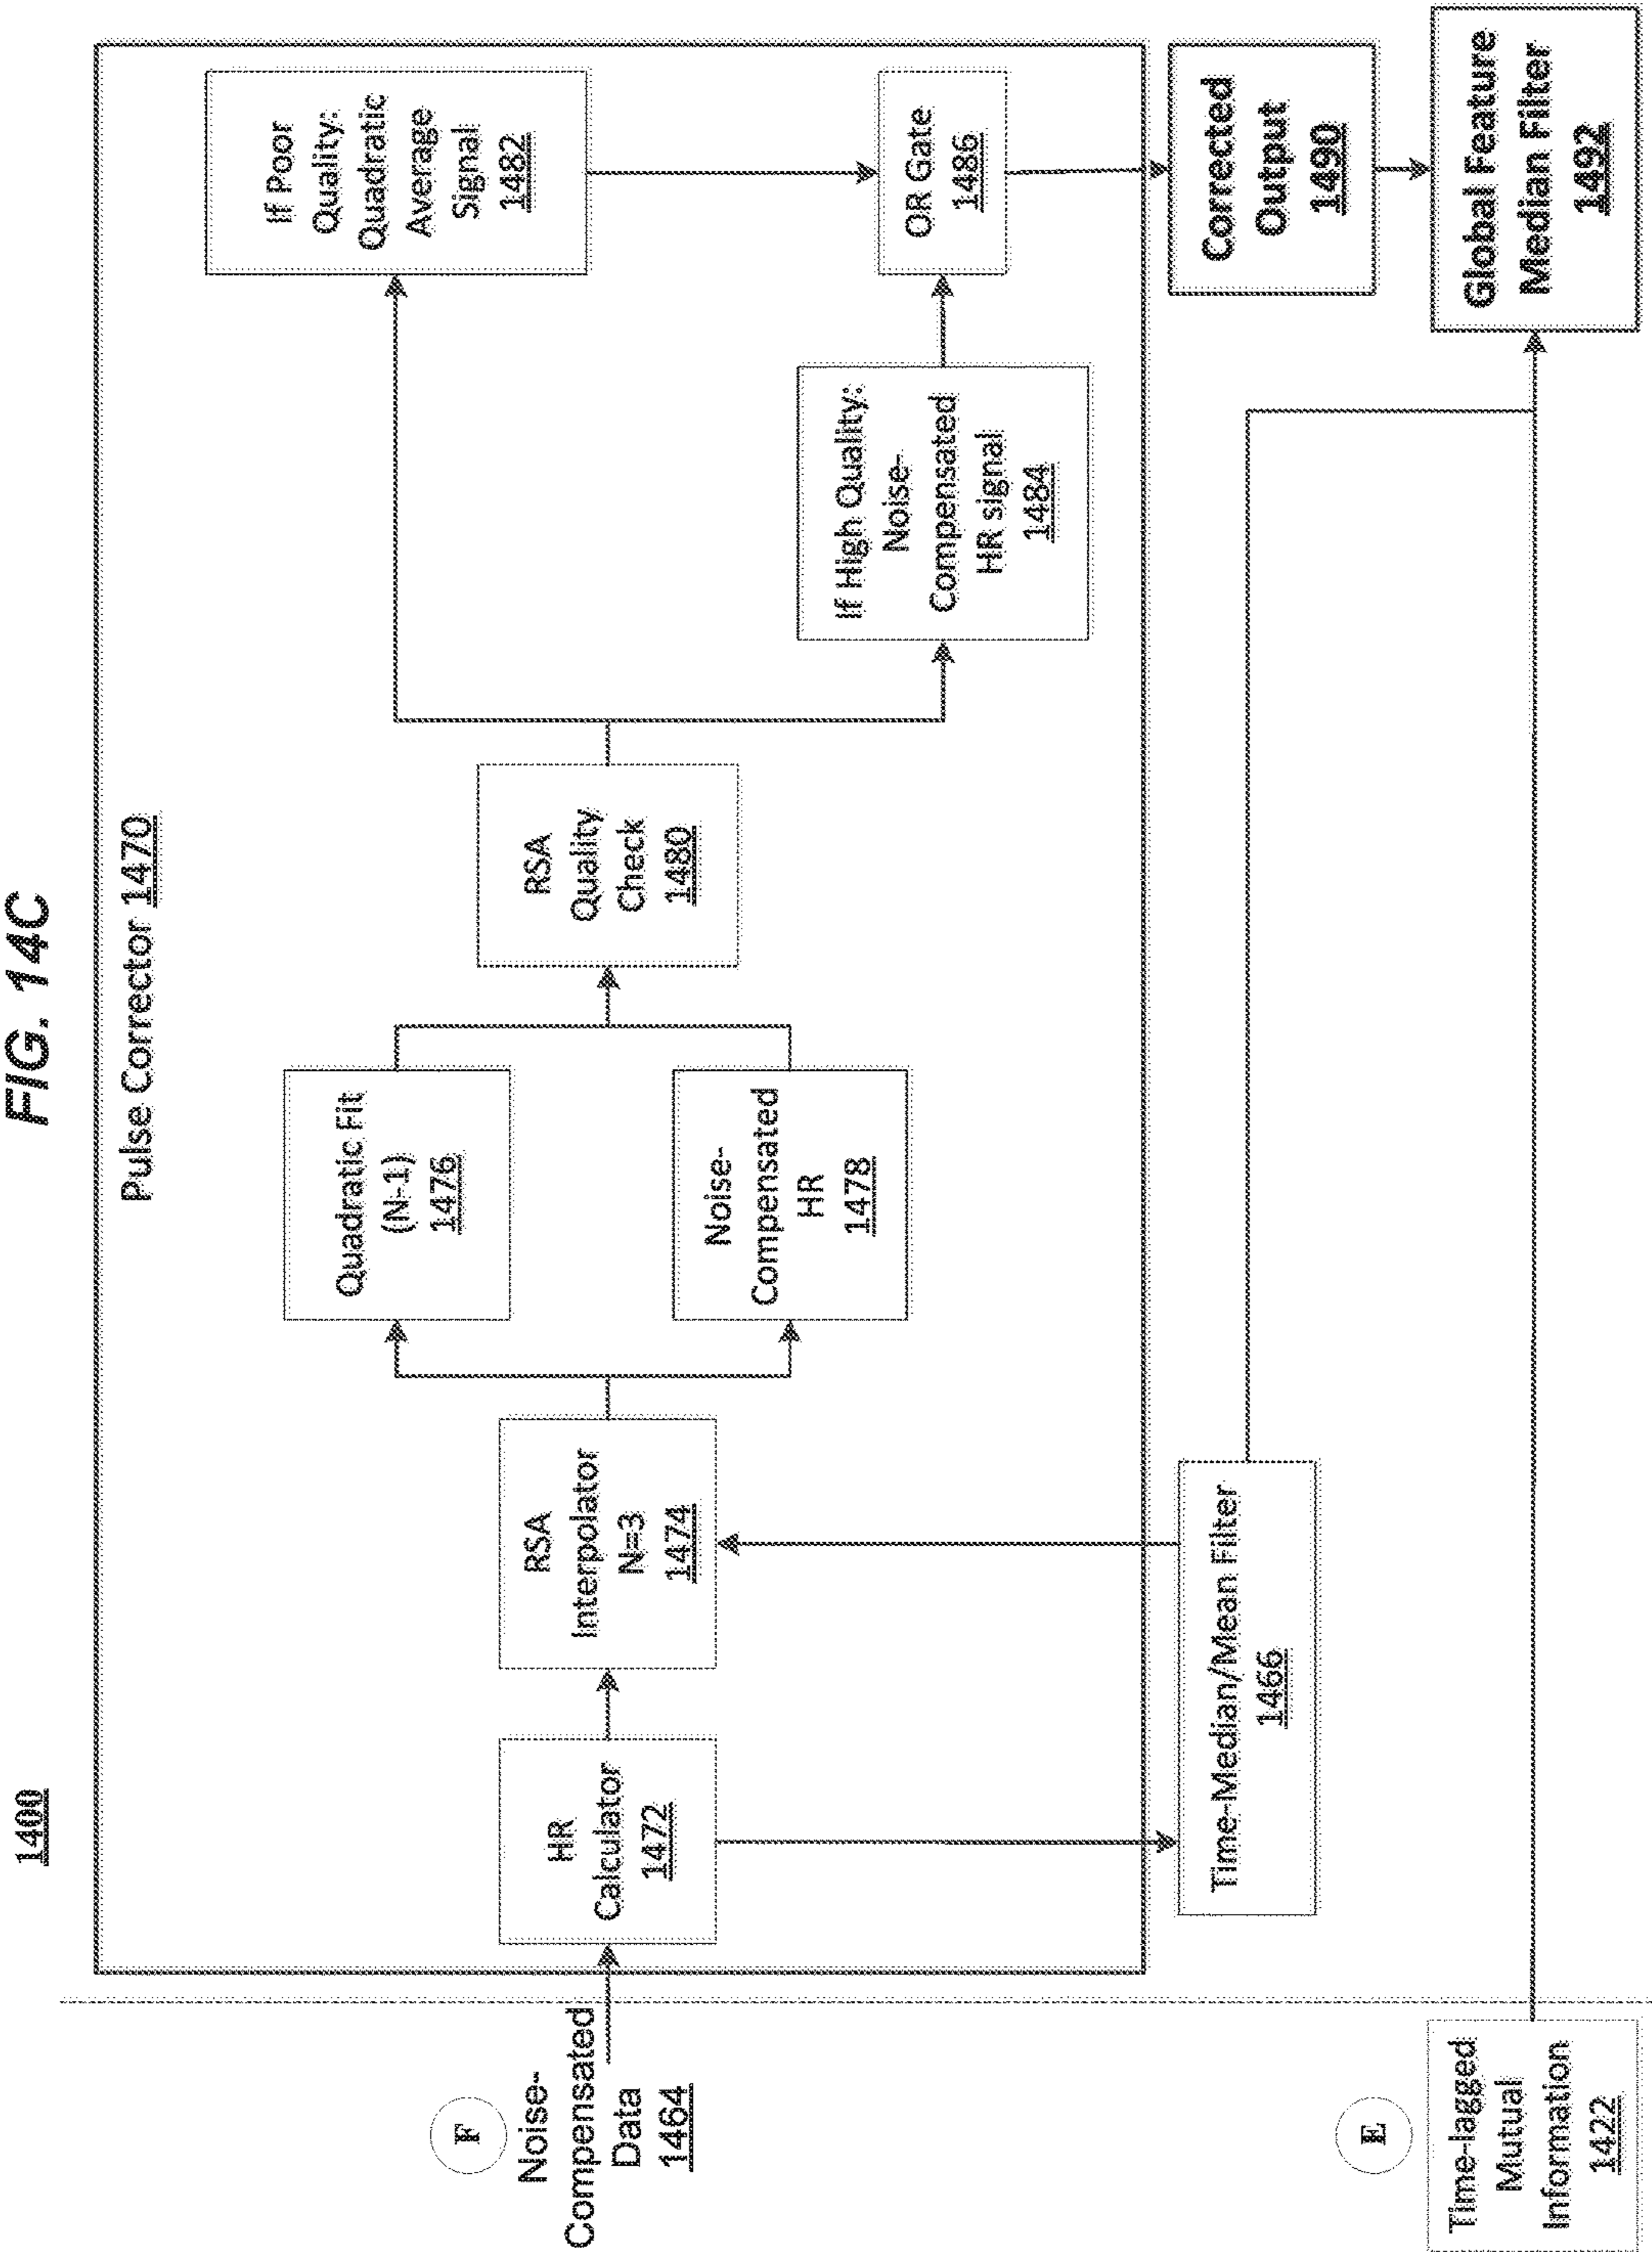 1400
FIG. 14C
Pulse Corrector 1470
F
Noise-
Compensated
Data
1464
HR
Calculator
1472
RSA
Interpolator
N=3
1474
Quadratic Fit
(N-1)
1476
Noise-
Compensated
HR
1478
RSA
Quality
Check
1480
If Poor
Quality:
Quadratic
Average
Signal
1482
If High Quality:
Noise-
Compensated
HR signal
1484
OR Gate
1486
Time-Median/Mean Filter
1466
Corrected
Output
1490
E
Time-lagged
Mutual
Information
1422
Global Feature
Median Filter
1492